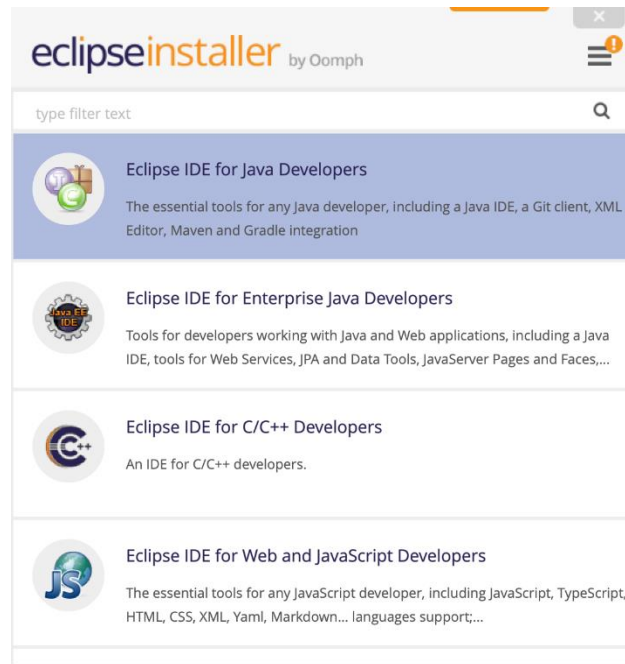 eclipseinstaller by Oomph
type filter text
Eclipse IDE for Java Developers
The essential tools for any Java developer, including a Java IDE, a Git client, XML
Editor, Maven and Gradle integration
Java EE
IDE
Eclipse IDE for Enterprise Java Developers
Tools for developers working with Java and Web applications, including a Java
IDE, tools for Web Services, JPA and Data Tools, JavaServer Pages and Faces,...
C++
Eclipse IDE for C/C++ Developers
An IDE for C/C++ developers.
JS
Eclipse IDE for Web and JavaScript Developers
The essential tools for any JavaScript developer, including JavaScript, TypeScript,
HTML, CSS, XML, Yaml, Markdown... languages support;...